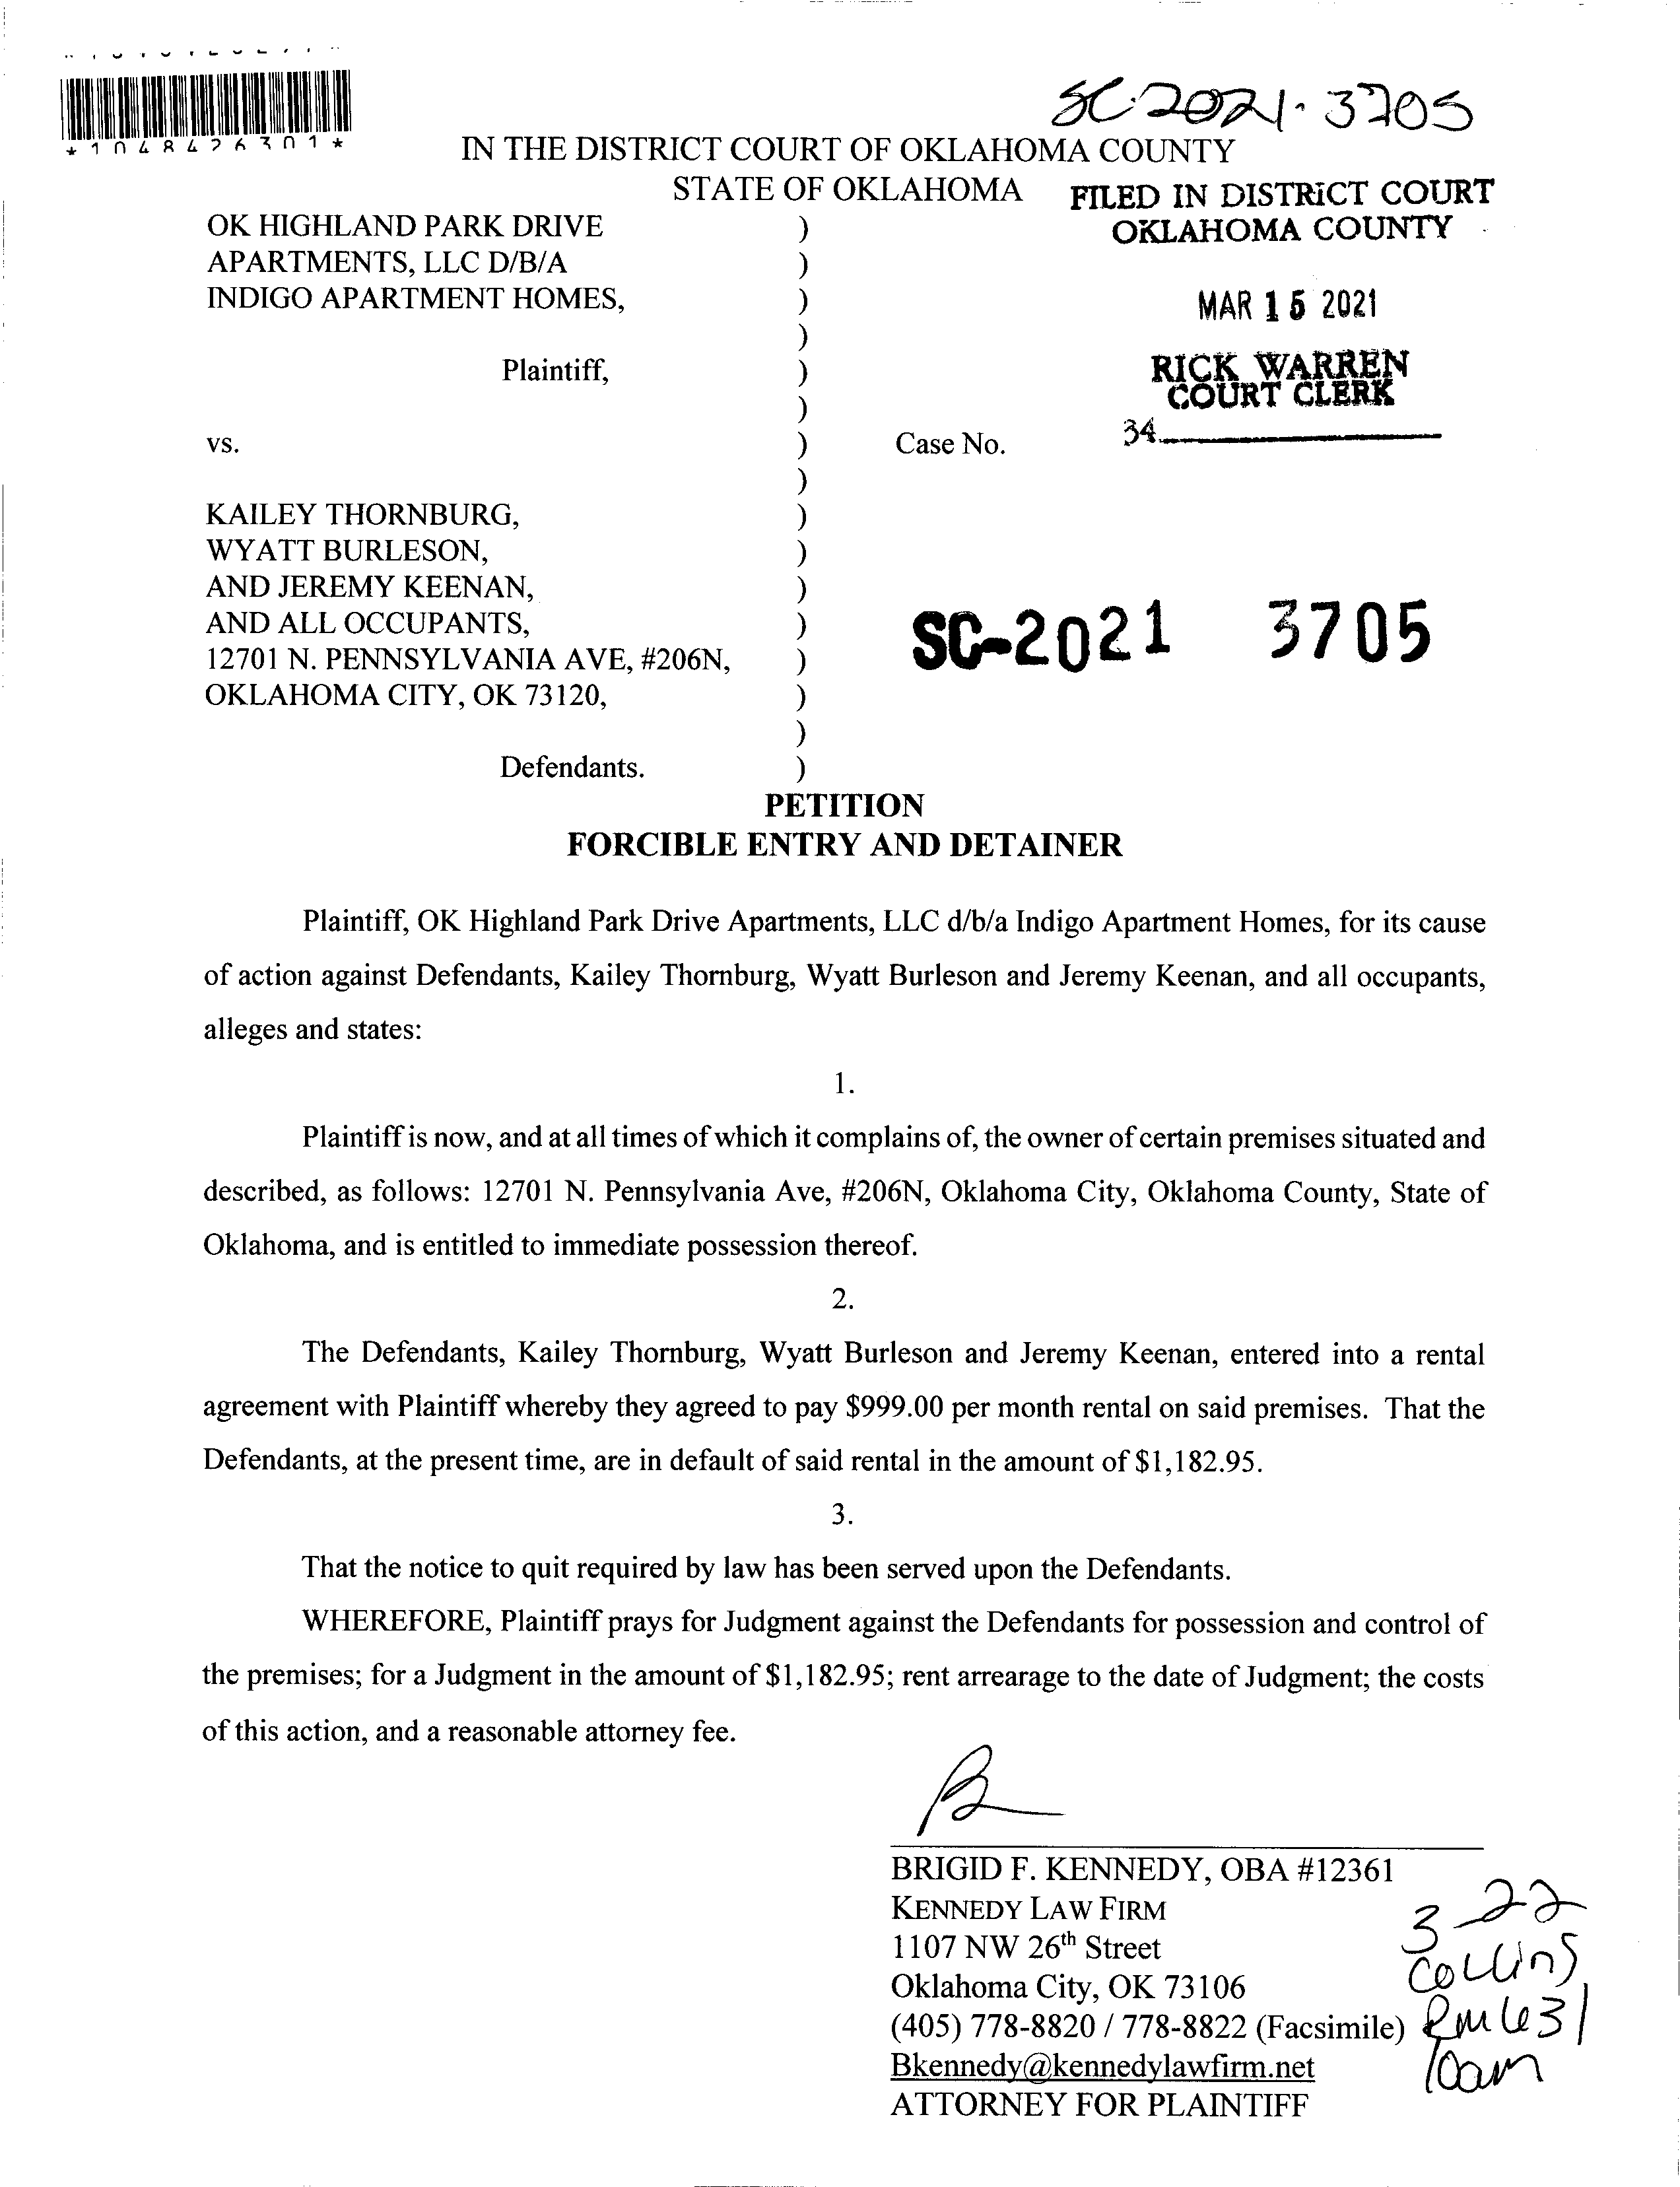 SC-2021-3705
*1048426301*
IN THE DISTRICT COURT OF OKLAHOMA COUNTY
STATE OF OKLAHOMA
FILED IN DISTRICT COURT
OKLAHOMA COUNTY
MAR 15 2021
RICK WARREN
COURT CLERK
34
OK HIGHLAND PARK DRIVE )
APARTMENTS, LLC D/B/A )
INDIGO APARTMENT HOMES, )
)
Plaintiff, )
)
vs. ) Case No.
)
KAILEY THORNBURG, )
WYATT BURLESON, )
AND JEREMY KEENAN, )
AND ALL OCCUPANTS, )
12701 N. PENNSYLVANIA AVE, #206N, )
OKLAHOMA CITY, OK 73120, )
)
Defendants. )
SC-2021 3705
PETITION
FORCIBLE ENTRY AND DETAINER
Plaintiff, OK Highland Park Drive Apartments, LLC d/b/a Indigo Apartment Homes, for its cause
of action against Defendants, Kailey Thornburg, Wyatt Burleson and Jeremy Keenan, and all occupants,
alleges and states:
1.
Plaintiff is now, and at all times of which it complains of, the owner of certain premises situated and
described, as follows: 12701 N. Pennsylvania Ave, #206N, Oklahoma City, Oklahoma County, State of
Oklahoma, and is entitled to immediate possession thereof.
2.
The Defendants, Kailey Thornburg, Wyatt Burleson and Jeremy Keenan, entered into a rental
agreement with Plaintiff whereby they agreed to pay $999.00 per month rental on said premises. That the
Defendants, at the present time, are in default of said rental in the amount of $1,182.95.
3.
That the notice to quit required by law has been served upon the Defendants.
WHEREFORE, Plaintiff prays for Judgment against the Defendants for possession and control of
the premises; for a Judgment in the amount of $1,182.95; rent arrearage to the date of Judgment; the costs
of this action, and a reasonable attorney fee.
BRIGID F. KENNEDY, OBA #12361
KENNEDY LAW FIRM
1107 NW 26th Street
Oklahoma City, OK 73106
(405) 778-8820 / 778-8822 (Facsimile)
Bkennedy@kennedylawfirm.net
ATTORNEY FOR PLAINTIFF
3-22
Collins
10am